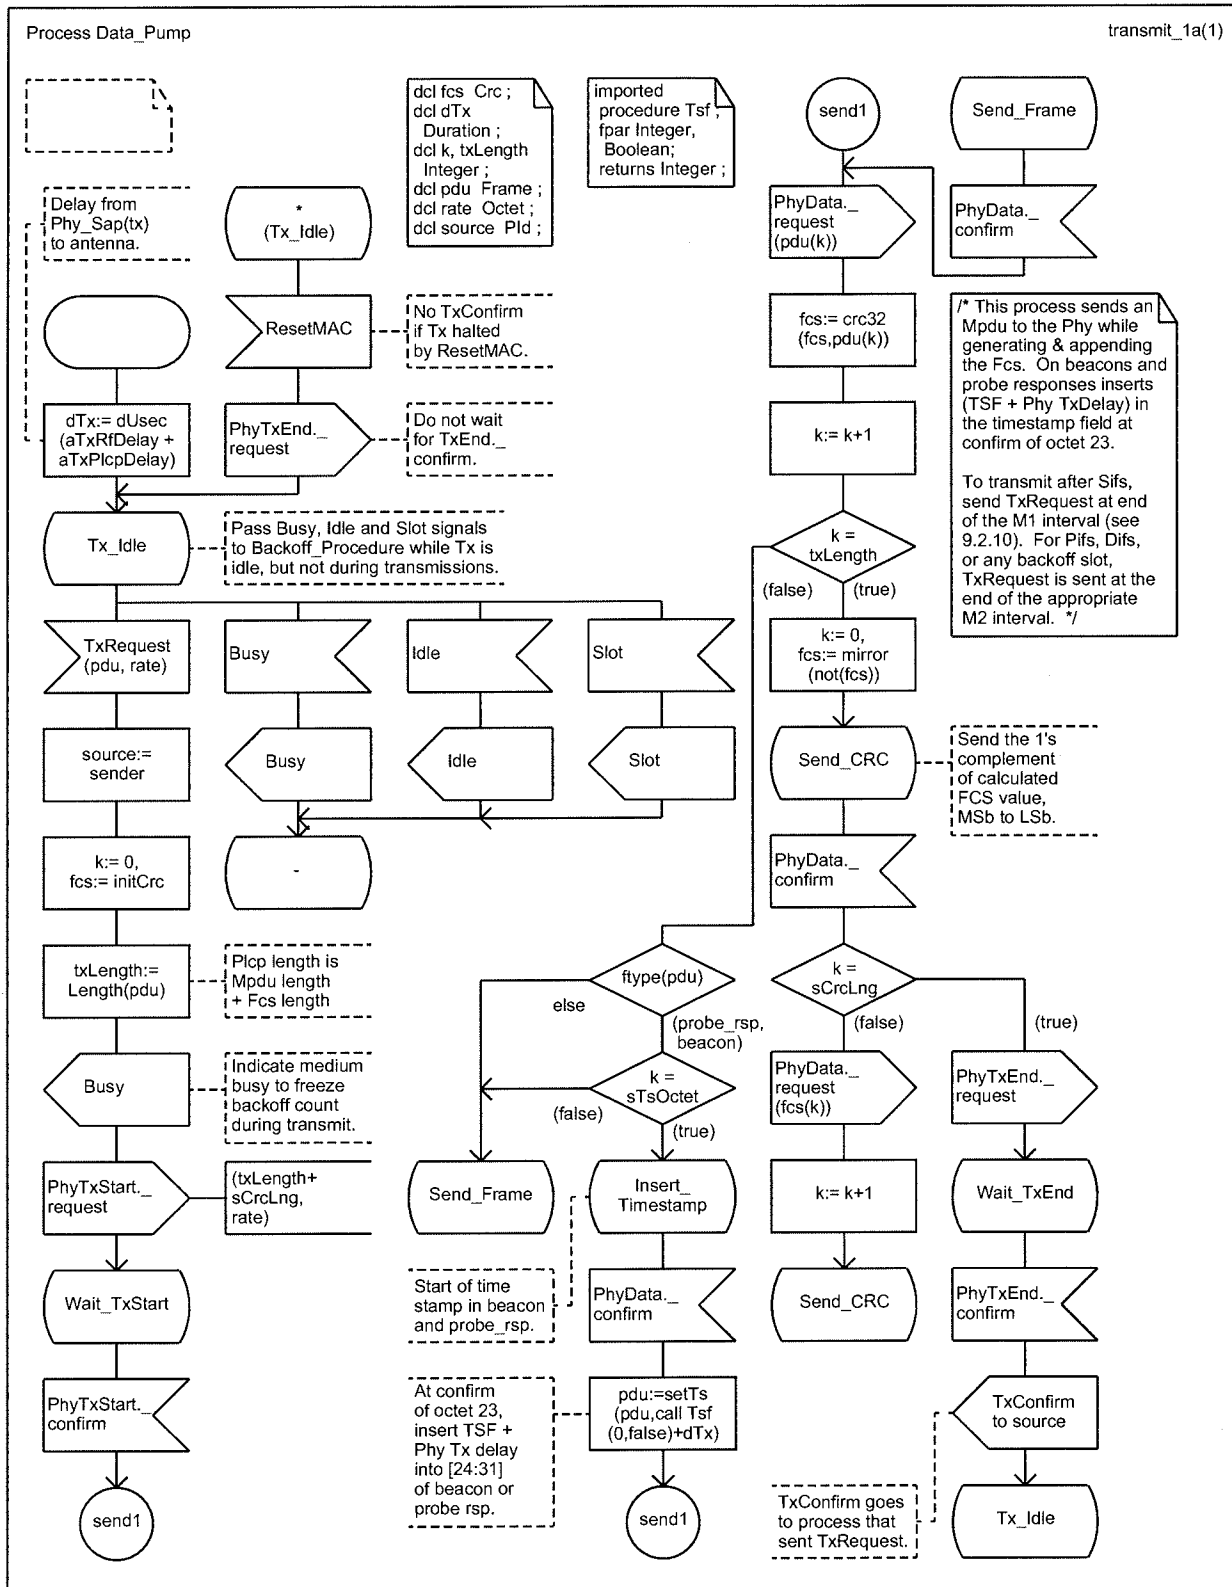 Process Data_Pump
transmit_1a(1)
dcl fcs Crc ;
dcl dTx
Duration ;
dcl k, txLength
Integer ;
dcl pdu Frame ;
dcl rate Octet ;
dcl source PId ;
imported
procedure Tsf ;
fpar Integer,
Boolean;
returns Integer ;
send1
Send_Frame
Delay from
Phy_Sap(tx)
to antenna.
*
(Tx_Idle)
PhyData._
request
(pdu(k))
PhyData._
confirm
ResetMAC
No TxConfirm
if Tx halted
by ResetMAC.
fcs:= crc32
(fcs,pdu(k))
/* This process sends an
Mpdu to the Phy while
generating & appending
the Fcs. On beacons and
probe responses inserts
(TSF + Phy TxDelay) in
the timestamp field at
confirm of octet 23.
To transmit after Sifs,
send TxRequest at end
of the M1 interval (see
9.2.10). For Pifs, Difs,
or any backoff slot,
TxRequest is sent at the
end of the appropriate
M2 interval. */
dTx:= dUsec
(aTxRfDelay +
aTxPlcpDelay)
PhyTxEnd._
request
Do not wait
for TxEnd._
confirm.
k:= k+1
Tx_Idle
Pass Busy, Idle and Slot signals
to Backoff_Procedure while Tx is
idle, but not during transmissions.
k =
txLength
(false)
(true)
TxRequest
(pdu, rate)
Busy
Idle
Slot
k:= 0,
fcs:= mirror
(not(fcs))
source:=
sender
Busy
Idle
Slot
Send_CRC
Send the 1's
complement
of calculated
FCS value,
MSb to LSb.
k:= 0,
fcs:= initCrc
-
PhyData._
confirm
txLength:=
Length(pdu)
Plcp length is
Mpdu length
+ Fcs length
ftype(pdu)
else
(probe_rsp,
beacon)
k =
sCrcLng
(false)
(true)
Busy
Indicate medium
busy to freeze
backoff count
during transmit.
k =
sTsOctet
(false)
(true)
PhyData._
request
(fcs(k))
PhyTxEnd._
request
PhyTxStart._
request
(txLength+
sCrcLng,
rate)
Send_Frame
Insert_
Timestamp
k:= k+1
Wait_TxEnd
Wait_TxStart
Start of time
stamp in beacon
and probe_rsp.
PhyData._
confirm
Send_CRC
PhyTxEnd._
confirm
PhyTxStart._
confirm
At confirm
of octet 23,
insert TSF +
Phy Tx delay
into [24:31]
of beacon or
probe rsp.
pdu:=setTs
(pdu,call Tsf
(0,false)+dTx)
TxConfirm
to source
send1
send1
TxConfirm goes
to process that
sent TxRequest.
Tx_Idle